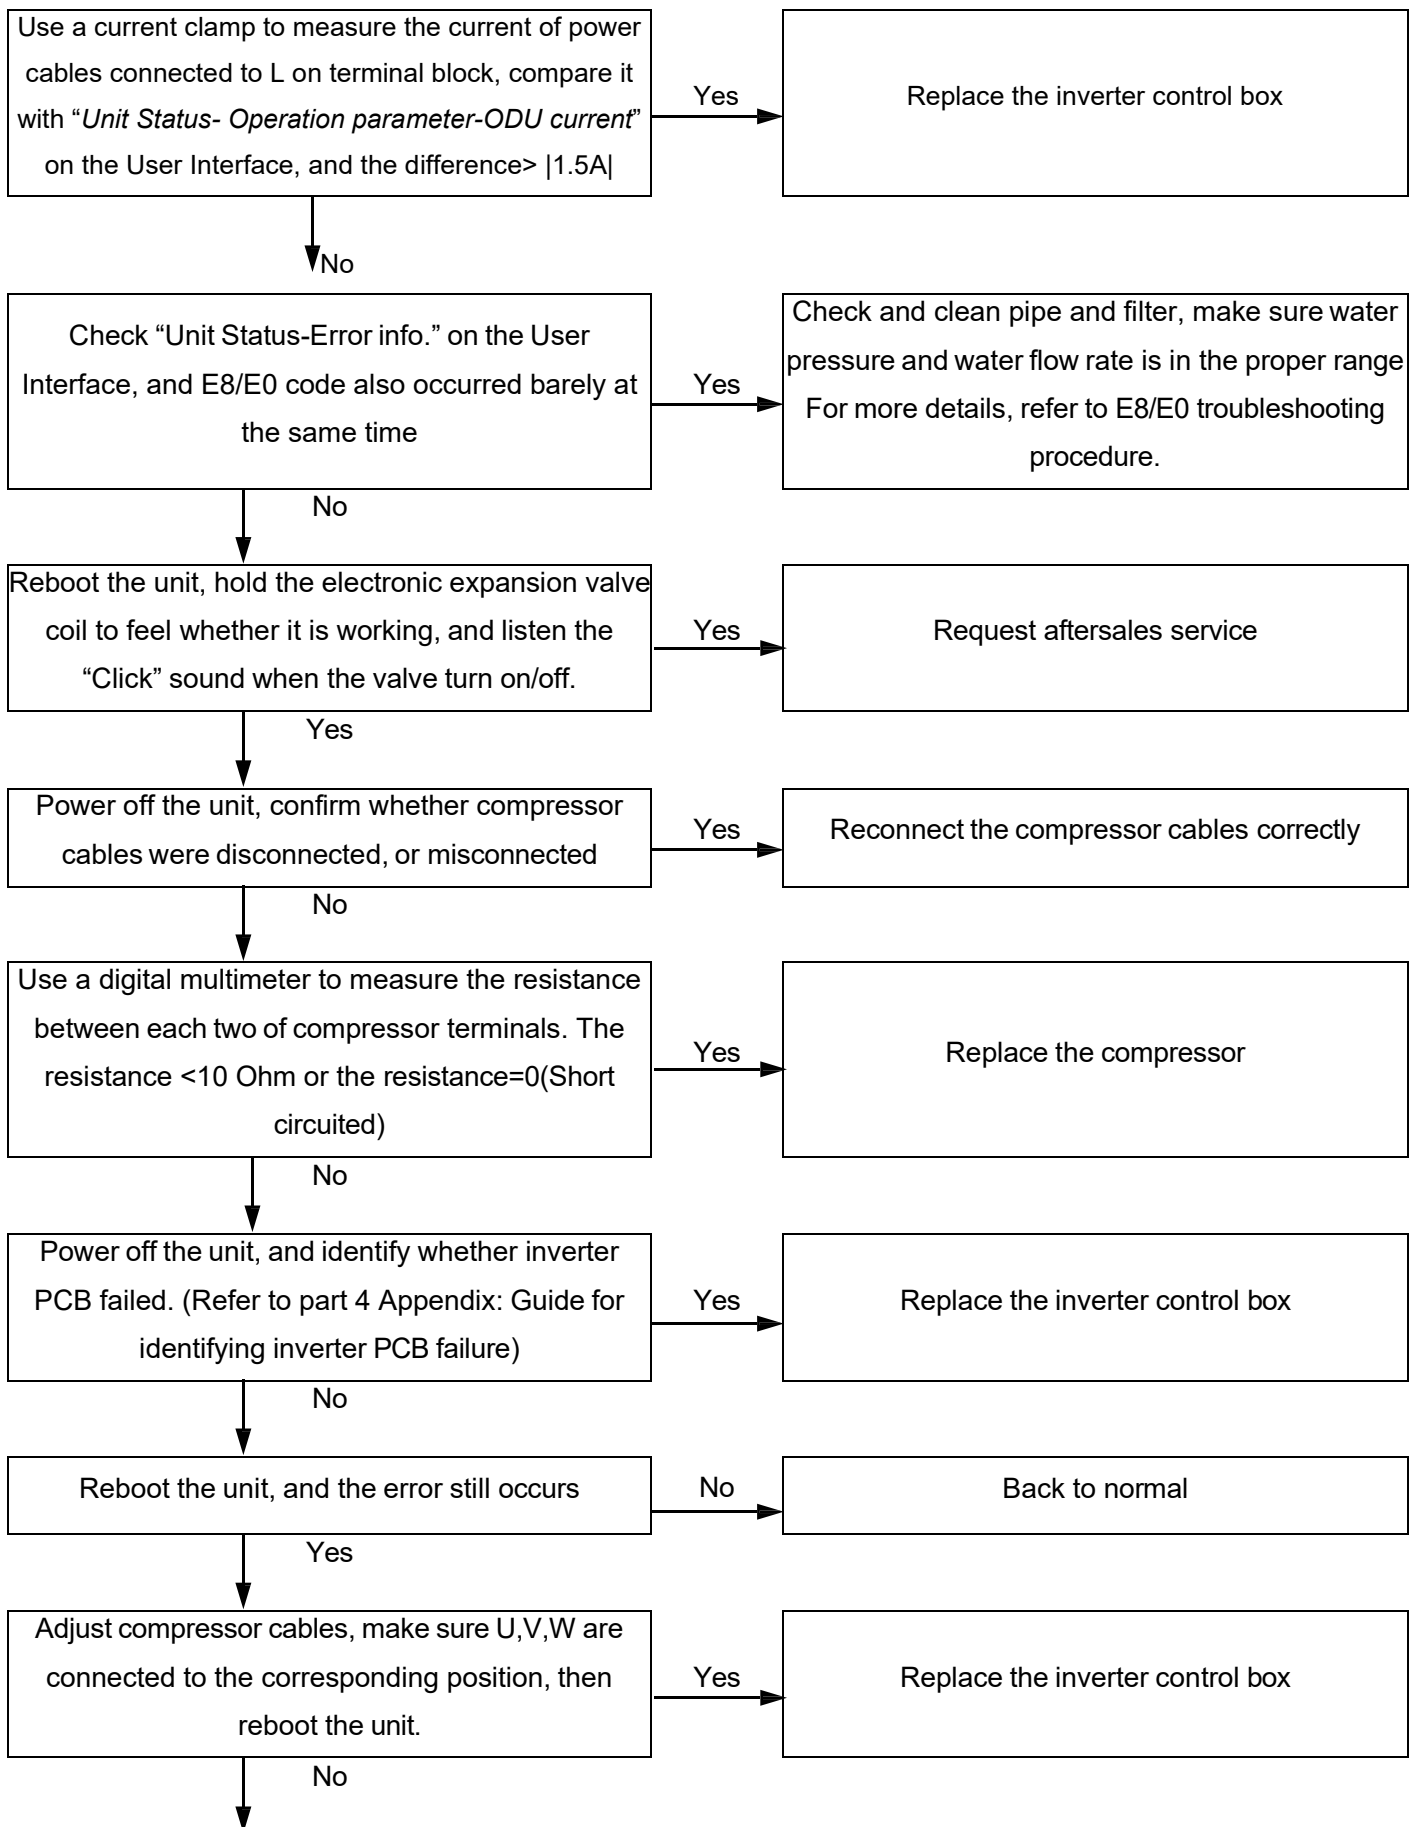 Use a current clamp to measure the current of power
cables connected to L on terminal block, compare it
with “Unit Status- Operation parameter-ODU current”
on the User Interface, and the difference> |1.5A|
Yes
Replace the inverter control box
No
Check “Unit Status-Error info.” on the User
Interface, and E8/E0 code also occurred barely at
the same time
Yes
Check and clean pipe and filter, make sure water
pressure and water flow rate is in the proper range
For more details, refer to E8/E0 troubleshooting
procedure.
No
Reboot the unit, hold the electronic expansion valve
coil to feel whether it is working, and listen the
“Click” sound when the valve turn on/off.
Yes
Request aftersales service
Yes
Power off the unit, confirm whether compressor
cables were disconnected, or misconnected
Yes
Reconnect the compressor cables correctly
No
Use a digital multimeter to measure the resistance
between each two of compressor terminals. The
resistance <10 Ohm or the resistance=0(Short
circuited)
Yes
Replace the compressor
No
Power off the unit, and identify whether inverter
PCB failed. (Refer to part 4 Appendix: Guide for
identifying inverter PCB failure)
Yes
Replace the inverter control box
No
Reboot the unit, and the error still occurs
No
Back to normal
Yes
Adjust compressor cables, make sure U,V,W are
connected to the corresponding position, then
reboot the unit.
Yes
Replace the inverter control box
No